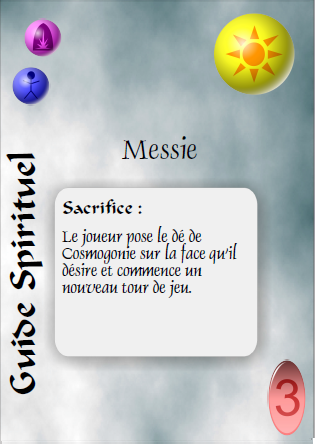 Messie
Guide Spirituel
Sacrifice :
Le joueur pose le dé de
Cosmogonie sur la face qu'il
désire et commence un
nouveau tour de jeu.
3